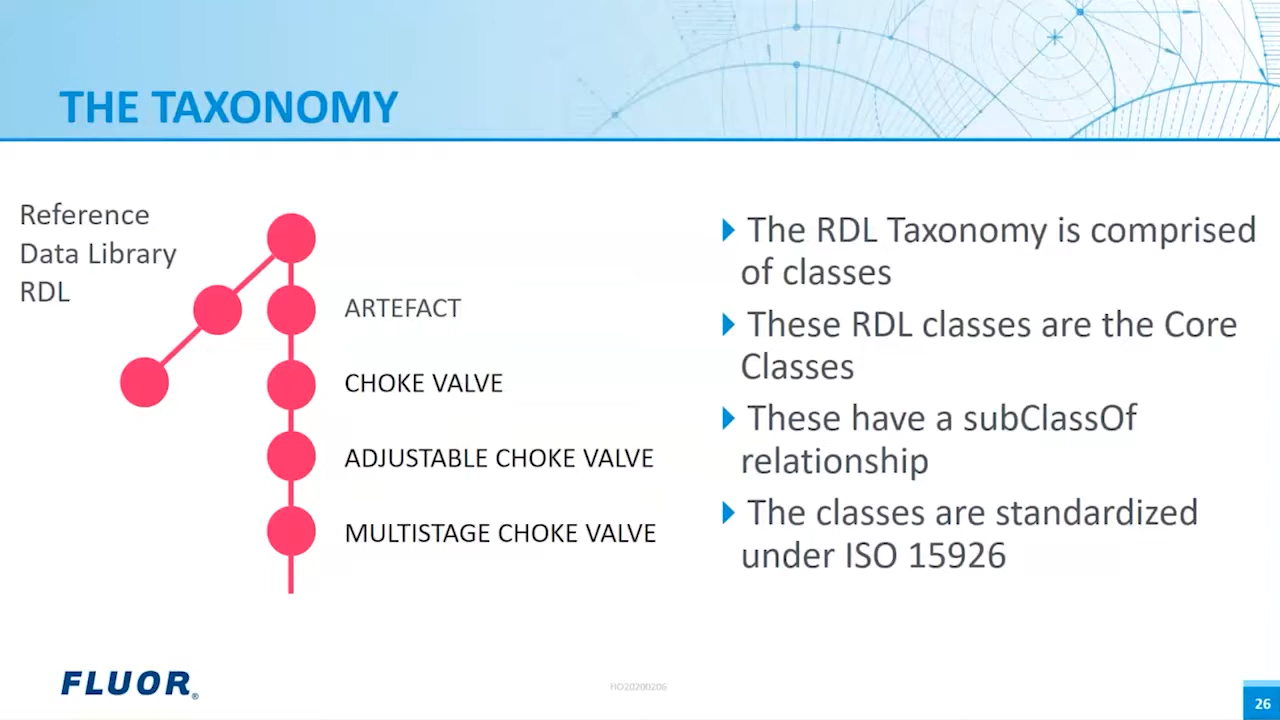 THE TAXONOMY
Reference
Data Library
RDL
ARTEFACT
CHOKE VALVE
ADJUSTABLE CHOKE VALVE
MULTISTAGE CHOKE VALVE
The RDL Taxonomy is comprised
of classes
These RDL classes are the Core
Classes
These have a subClassOf
relationship
The classes are standardized
under ISO 15926
FLUOR®
HO20200206
26